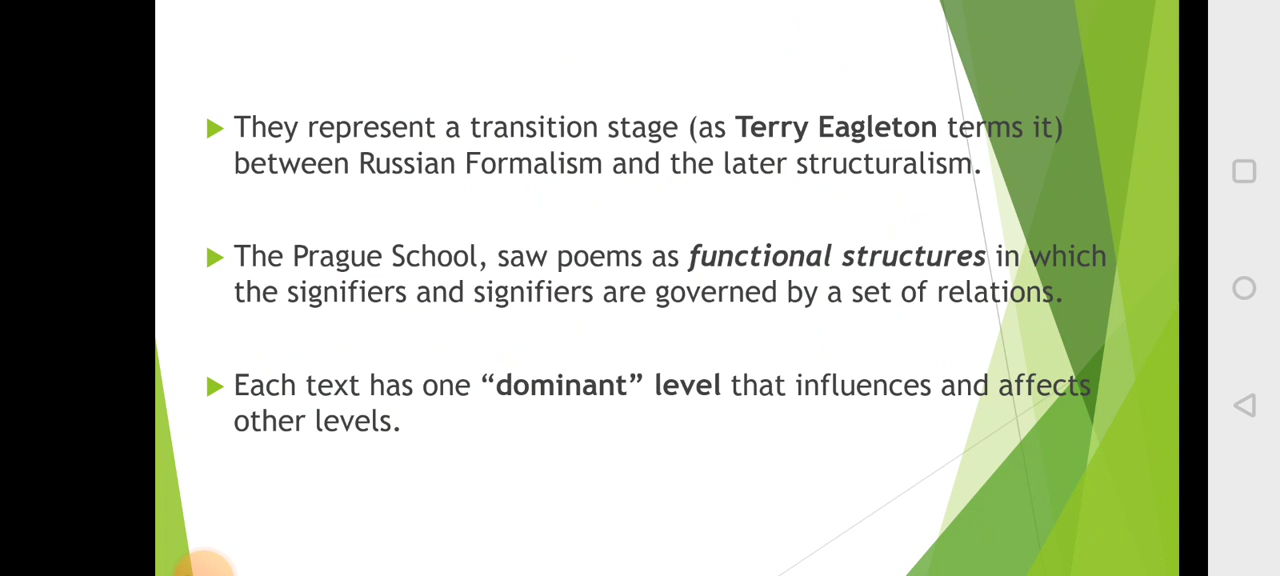 They represent a transition stage (as Terry Eagleton terms it)
between Russian Formalism and the later structuralism.
The Prague School, saw poems as functional structures in which
the signifiers and signifiers are governed by a set of relations.
Each text has one “dominant” level that influences and affects
other levels.